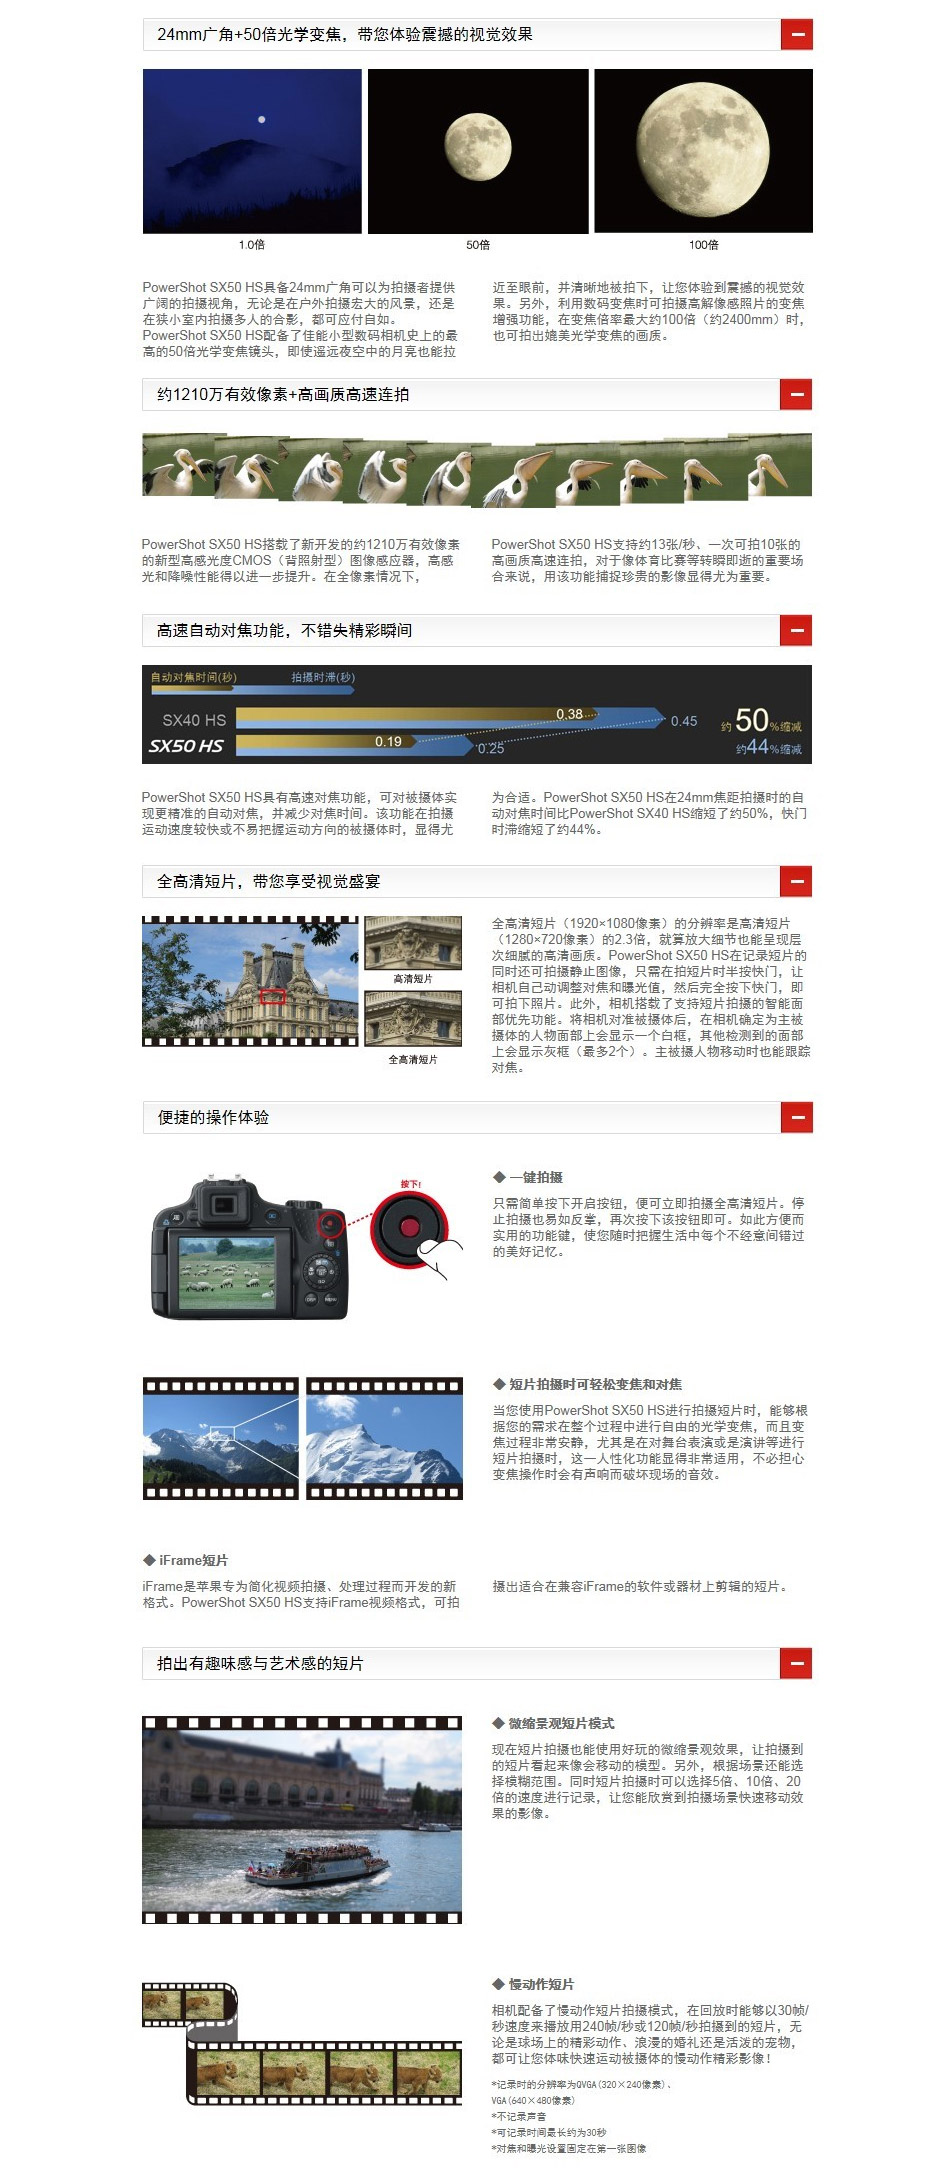 24mm广角+50倍光学变焦，带您体验震撼的视觉效果
1.0倍
50倍
100倍
PowerShot SX50 HS具备24mm广角可以为拍摄者提供
广阔的拍摄视角，无论是在户外拍摄宏大的风景，还是
在狭小室内拍摄多人的合影，都可应付自如。
PowerShot SX50 HS配备了佳能小型数码相机史上的最
高的50倍光学变焦镜头，即使遥远夜空中的月亮也能拉
近至眼前，并清晰地被拍下，让您体验到震撼的视觉效
果。另外，利用数码变焦时可拍摄高解像感照片的变焦
增强功能，在变焦倍率最大约100倍（约2400mm）时，
也可拍出媲美光学变焦的画质。
约1210万有效像素+高画质高速连拍
PowerShot SX50 HS搭载了新开发的约1210万有效像素
的新型高感光度CMOS（背照射型）图像感应器，高感
光和降噪性能得以进一步提升。在全像素情况下，
PowerShot SX50 HS支持约13张/秒、一次可拍10张的
高画质高速连拍，对于像体育比赛等转瞬即逝的重要场
合来说，用该功能捕捉珍贵的影像显得尤为重要。
高速自动对焦功能，不错失精彩瞬间
自动对焦时间(秒)
拍摄时滞(秒)
SX40 HS
0.38
0.45
SX50 HS
0.19
0.25
约50%缩减
约44%缩减
PowerShot SX50 HS具有高速对焦功能，可对被摄体实
现更精准的自动对焦，并减少对焦时间。该功能在拍摄
运动速度较快或不易把握运动方向的被摄体时，显得尤
为合适。PowerShot SX50 HS在24mm焦距拍摄时的自
动对焦时间比PowerShot SX40 HS缩短了约50%，快门
时滞缩短了约44%。
全高清短片，带您享受视觉盛宴
高清短片
全高清短片
全高清短片（1920×1080像素）的分辨率是高清短片
（1280×720像素）的2.3倍，就算放大细节也能呈现层
次细腻的高清画质。PowerShot SX50 HS在记录短片的
同时还可拍摄静止图像，只需在拍短片时半按快门，让
相机自己动调整对焦和曝光值，然后完全按下快门，即
可拍下照片。此外，相机搭载了支持短片拍摄的智能面
部优先功能。将相机对准被摄体后，在相机确定为主被
摄体的人物面部上会显示一个白框，其他检测到的面部
上会显示灰框（最多2个）。主被摄人物移动时也能跟踪
对焦。
便捷的操作体验
按下!
◆ 一键拍摄
只需简单按下开启按钮，便可立即拍摄全高清短片。停
止拍摄也易如反掌，再次按下该按钮即可。如此方便而
实用的功能键，使您随时把握生活中每个不经意间错过
的美好记忆。
◆ 短片拍摄时可轻松变焦和对焦
当您使用PowerShot SX50 HS进行拍摄短片时，能够根
据您的需求在整个过程中进行自由的光学变焦，而且变
焦过程非常安静，尤其是在对舞台表演或是演讲等进行
短片拍摄时，这一人性化功能显得非常适用，不必担心
变焦操作时会有声响而破坏现场的音效。
◆ iFrame短片
iFrame是苹果专为简化视频拍摄、处理过程而开发的新
格式。PowerShot SX50 HS支持iFrame视频格式，可拍
摄出适合在兼容iFrame的软件或器材上剪辑的短片。
拍出有趣味感与艺术感的短片
◆ 微缩景观短片模式
现在短片拍摄也能使用好玩的微缩景观效果，让拍摄到
的短片看起来像会移动的模型。另外，根据场景还能选
择模糊范围。同时短片拍摄时可以选择5倍、10倍、20
倍的速度进行记录，让您能欣赏到拍摄场景快速移动效
果的影像。
◆ 慢动作短片
相机配备了慢动作短片拍摄模式，在回放时能够以30帧/
秒速度来播放用240帧/秒或120帧/秒拍摄到的短片，无
论是球场上的精彩动作、浪漫的婚礼还是活泼的宠物，
都可让您体味快速运动被摄体的慢动作精彩影像！
*记录时的分辨率为QVGA(320×240像素)、
VGA(640×480像素)
*不记录声音
*可记录时间最长约为30秒
*对焦和曝光设置固定在第一张图像